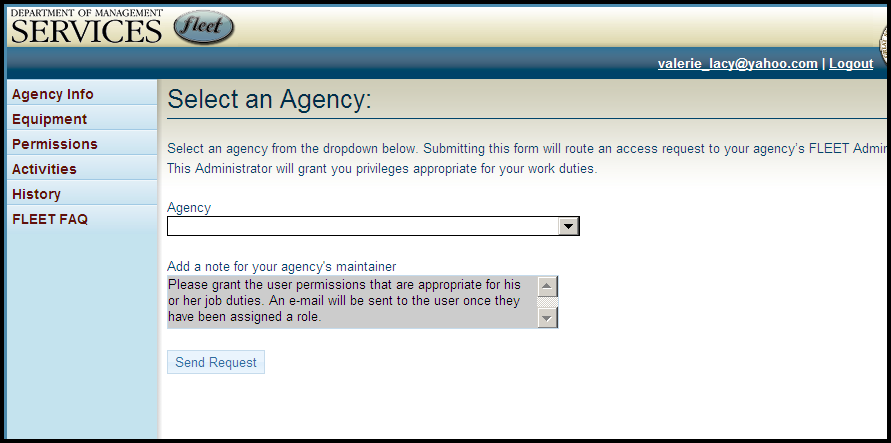 DEPARTMENT OF MANAGEMENT
SERVICES
fleet
valerie_lacy@yahoo.com | Logout
Agency Info
Equipment
Permissions
Activities
History
FLEET FAQ
Select an Agency:
Select an agency from the dropdown below. Submitting this form will route an access request to your agency's FLEET Admin
This Administrator will grant you privileges appropriate for your work duties.
Agency
Add a note for your agency's maintainer
Please grant the user permissions that are appropriate for his
or her job duties. An e-mail will be sent to the user once they
have been assigned a role.
Send Request